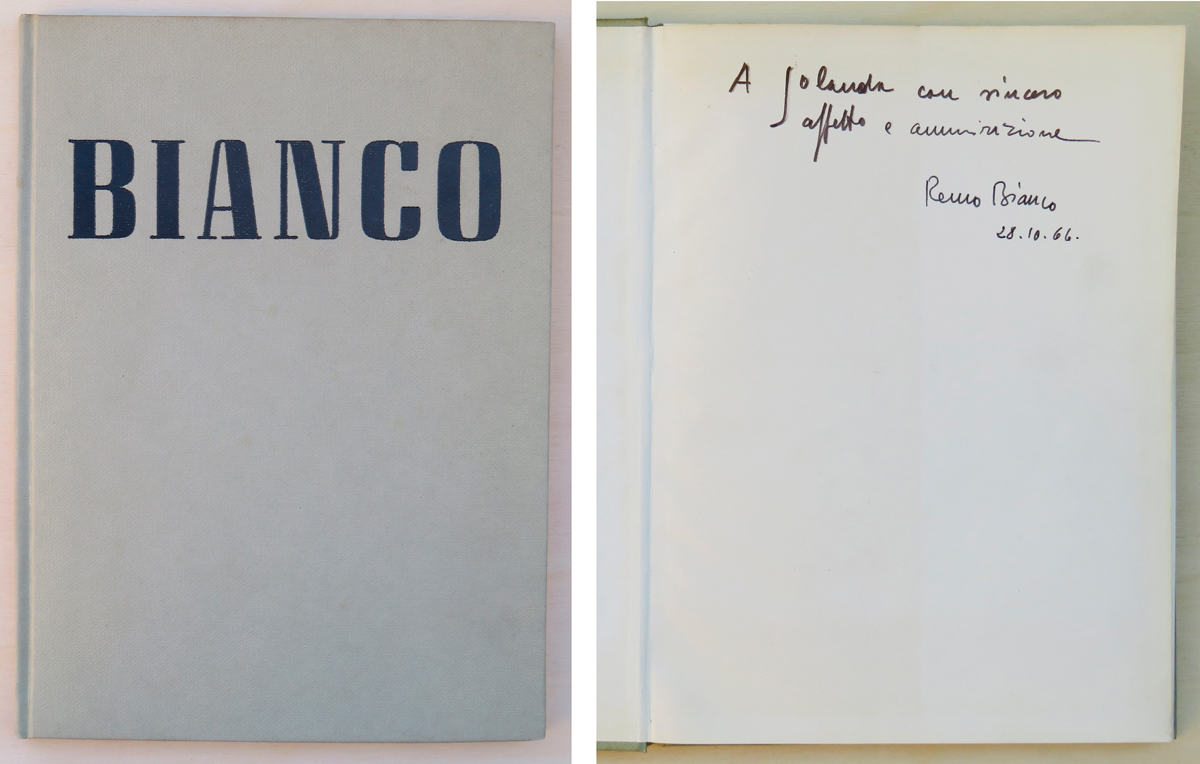 BIANCO
A Jolanda con sincero
affetto e ammirazione
Remo Bianco
28.10.66.